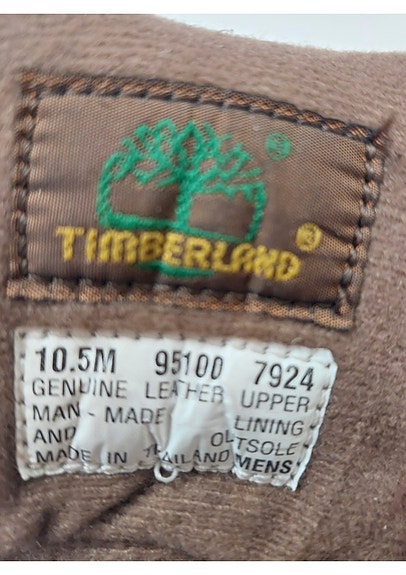 ®
TIMBERLAND ®
10.5M 95100 7924
GENUINE LEATHER UPPER
MAN-MADE LINING
AND OUTSOLE
MADE IN THAILAND MENS